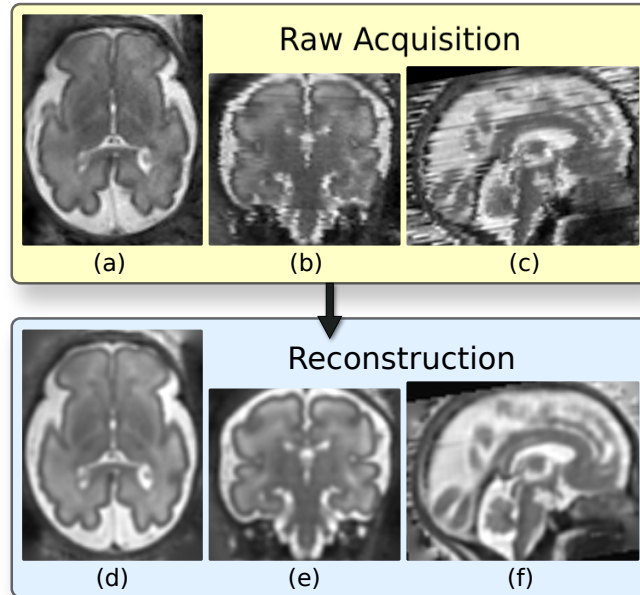 Raw Acquisition
(a)
(b)
(c)
Reconstruction
(d)
(e)
(f)